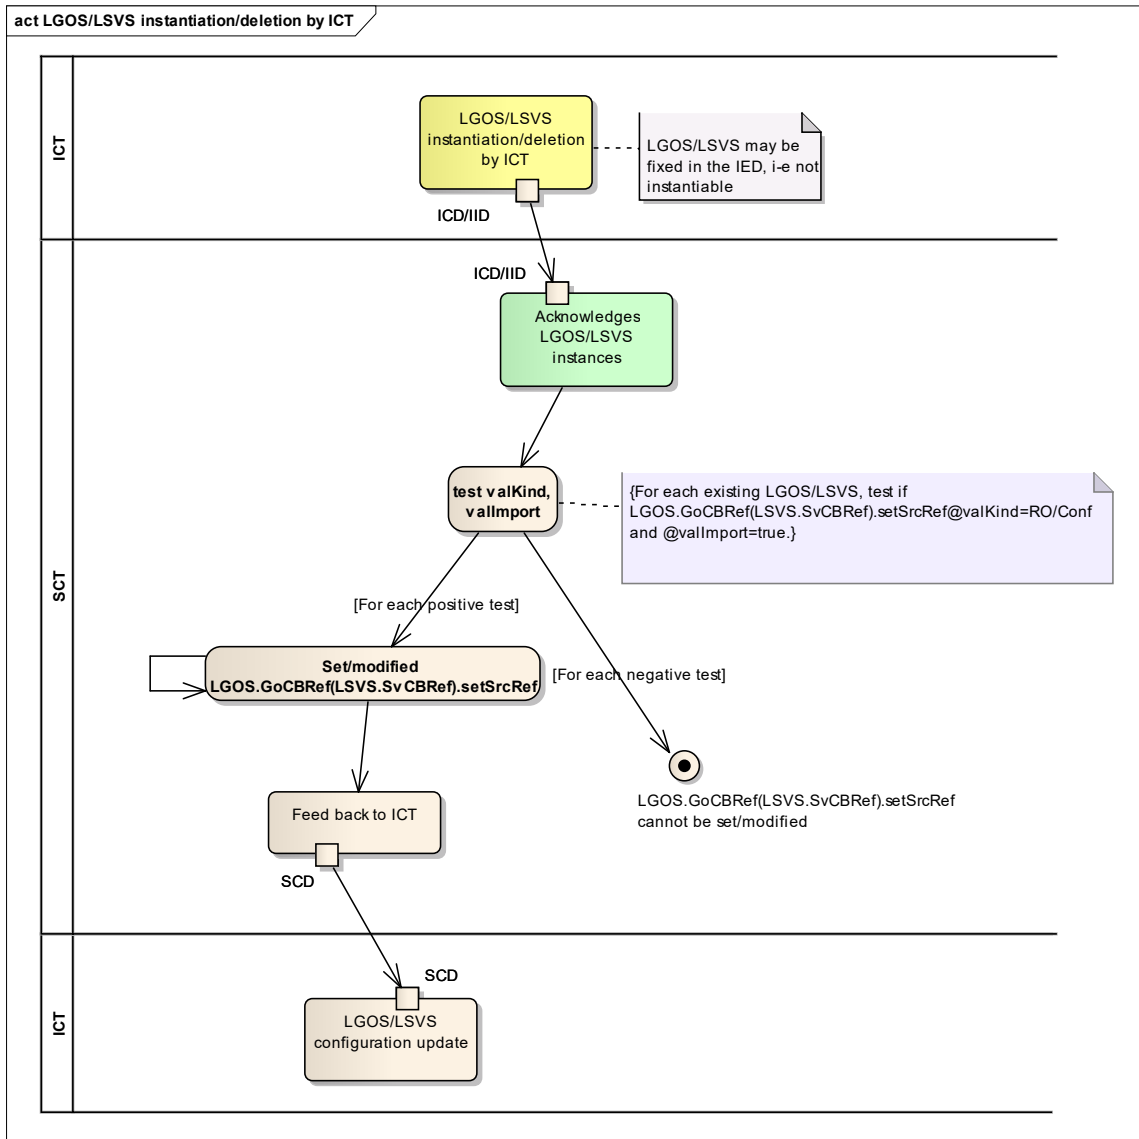 act LGOS/LSVS instantiation/deletion by ICT
ICT
LGOS/LSVS
instantiation/deletion
by ICT
LGOS/LSVS may be
fixed in the IED, i-e not
instantiable
ICD/IID
SCT
ICD/IID
Acknowledges
LGOS/LSVS
instances
test valKind,
valImport
{For each existing LGOS/LSVS, test if
LGOS.GoCBRef(LSVS.SvCBRef).setSrcRef@valKind=RO/Conf
and @valImport=true.}
[For each positive test]
Set/modified
LGOS.GoCBRef(LSVS.SvCBRef).setSrcRef
[For each negative test]
LGOS.GoCBRef(LSVS.SvCBRef).setSrcRef
cannot be set/modified
Feed back to ICT
SCD
ICT
SCD
LGOS/LSVS
configuration update